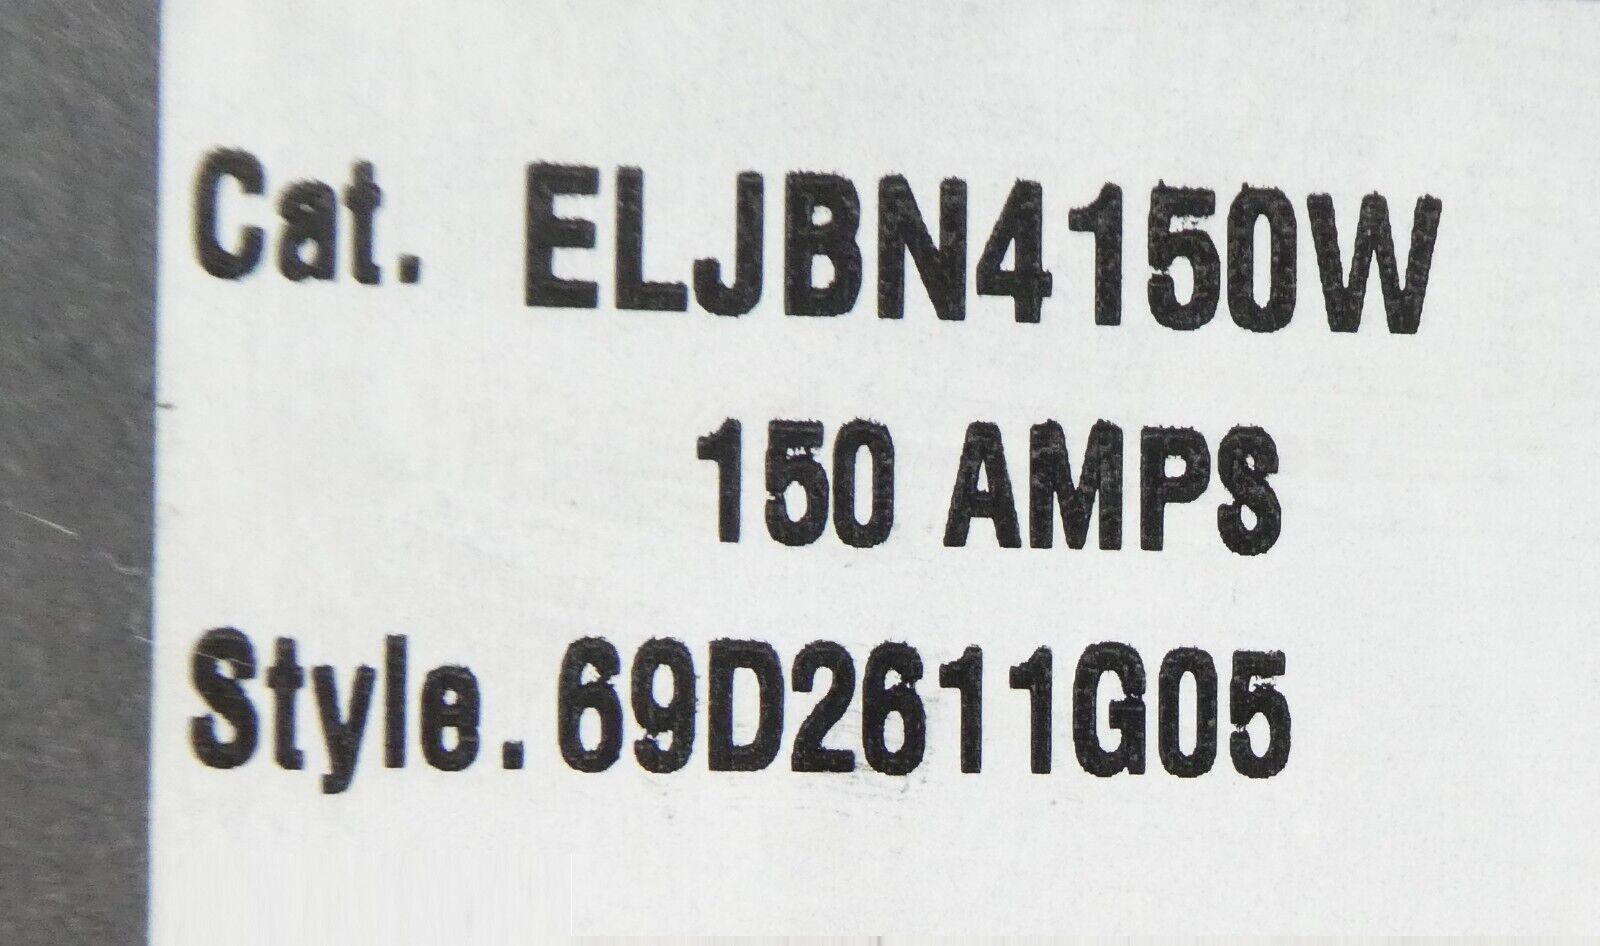 Cat. ELJBN4150W
150 AMPS
Style. 69D2611G05